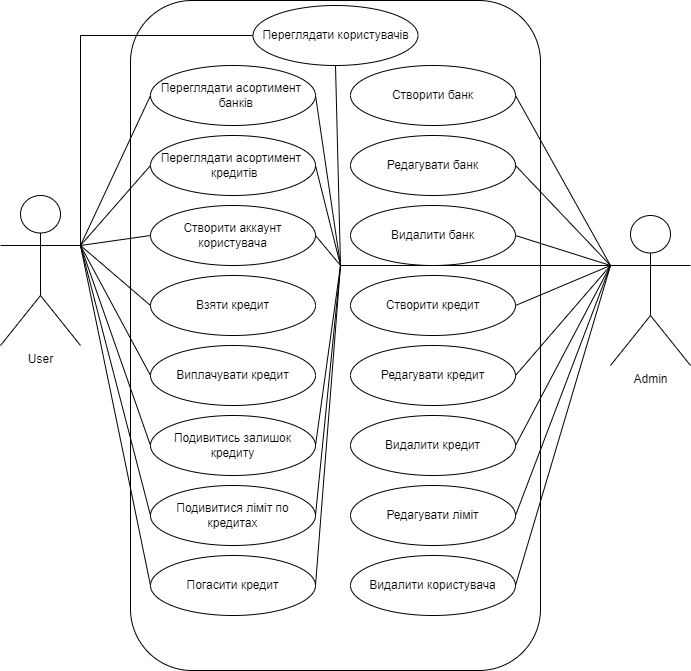 Переглядати користувачів
Переглядати асортимент
банків
Створити банк
Переглядати асортимент
кредитів
Редагувати банк
Створити аккаунт
користувача
Видалити банк
Взяти кредит
Створити кредит
User
Виплачувати кредит
Редагувати кредит
Admin
Подивитись залишок
кредиту
Видалити кредит
Подивитися ліміт по
кредитах
Редагувати ліміт
Погасити кредит
Видалити користувача